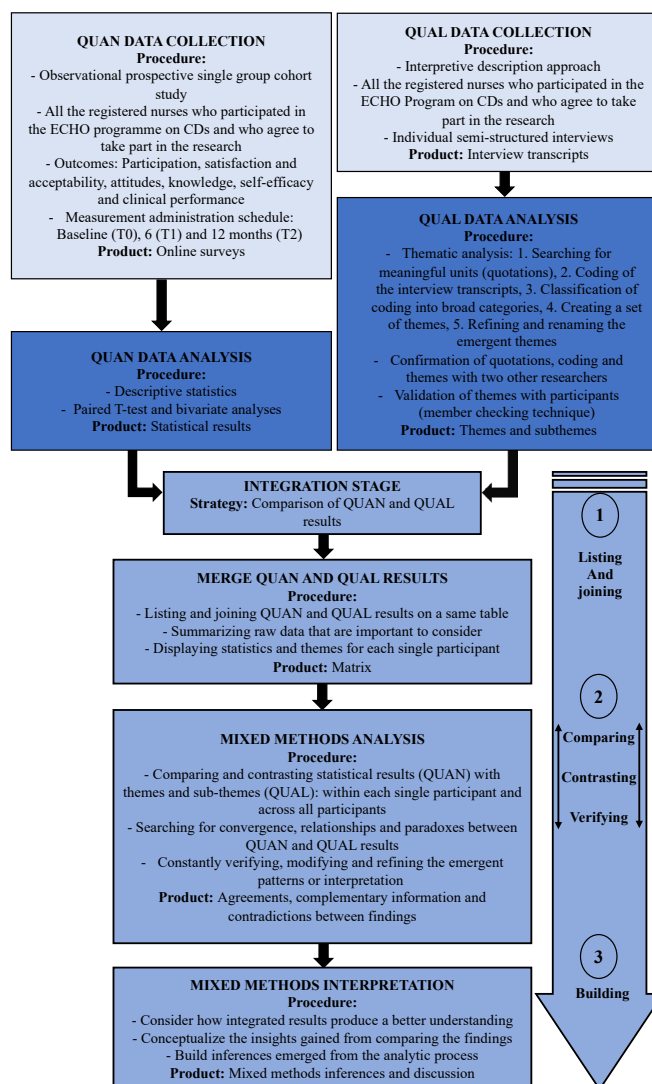 QUAN DATA COLLECTION
Procedure:
- Observational prospective single group cohort
study
- All the registered nurses who participated in
the ECHO programme on CDs and who agree to
take part in the research
- Outcomes: Participation, satisfaction and
acceptability, attitudes, knowledge, self-efficacy
and clinical performance
- Measurement administration schedule:
Baseline (T0), 6 (T1) and 12 months (T2)
Product: Online surveys
QUAL DATA COLLECTION
Procedure:
- Interpretive description approach
- All the registered nurses who participated in the
ECHO Program on CDs and who agree to take
part in the research
- Individual semi-structured interviews
Product: Interview transcripts
QUAN DATA ANALYSIS
Procedure:
- Descriptive statistics
- Paired T-test and bivariate analyses
Product: Statistical results
QUAL DATA ANALYSIS
Procedure:
- Thematic analysis: 1. Searching for
meaningful units (quotations), 2. Coding of
the interview transcripts, 3. Classification of
coding into broad categories, 4. Creating a set
of themes, 5. Refining and renaming the
emergent themes
- Confirmation of quotations, coding and
themes with two other researchers
- Validation of themes with participants
(member checking technique)
Product: Themes and subthemes
INTEGRATION STAGE
Strategy: Comparison of QUAN and QUAL
results
MERGE QUAN AND QUAL RESULTS
Procedure:
- Listing and joining QUAN and QUAL results on a same table
- Summarizing raw data that are important to consider
- Displaying statistics and themes for each single participant
Product: Matrix
MIXED METHODS ANALYSIS
Procedure:
- Comparing and contrasting statistical results (QUAN) with
themes and sub-themes (QUAL): within each single participant and
across all participants
- Searching for convergence, relationships and paradoxes between
QUAN and QUAL results
- Constantly verifying, modifying and refining the emergent
patterns or interpretation
Product: Agreements, complementary information and
contradictions between findings
MIXED METHODS INTERPRETATION
Procedure:
- Consider how integrated results produce a better understanding
- Conceptualize the insights gained from comparing the findings
- Build inferences emerged from the analytic process
Product: Mixed methods inferences and discussion
1
Listing
And
joining
2
Comparing
Contrasting
Verifying
3
Building